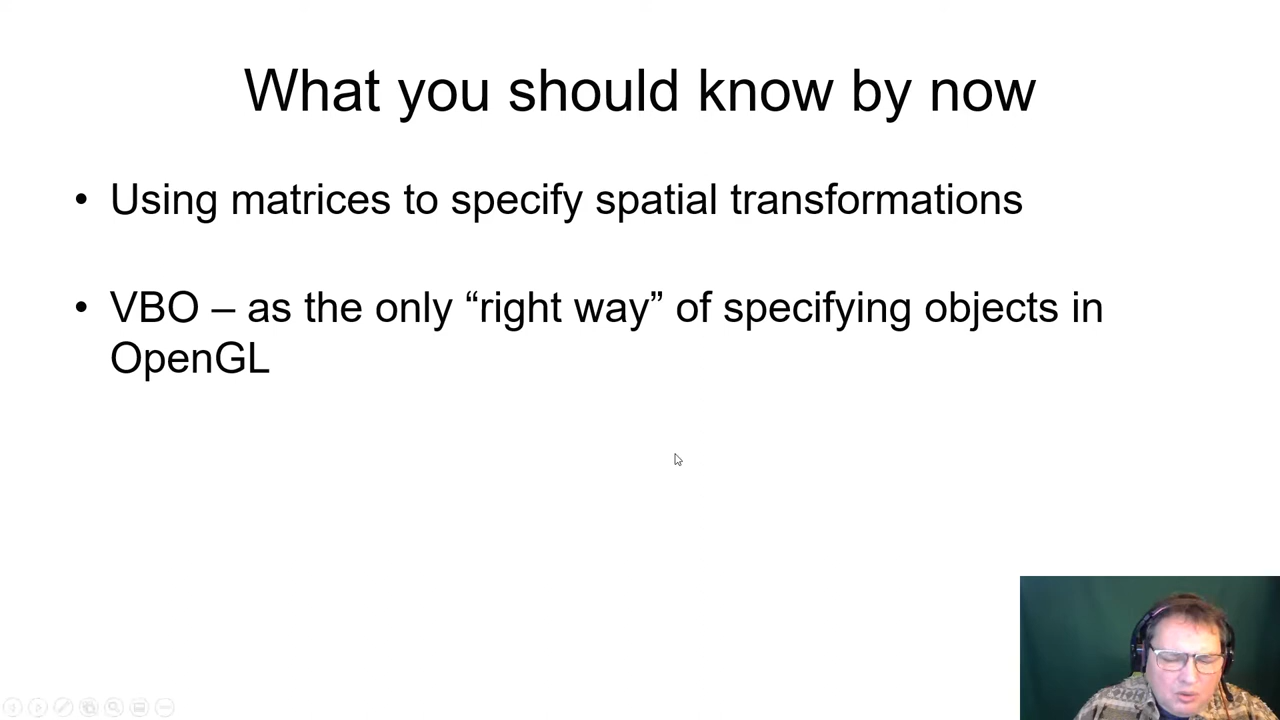 What you should know by now
• Using matrices to specify spatial transformations
• VBO – as the only “right way” of specifying objects in
OpenGL